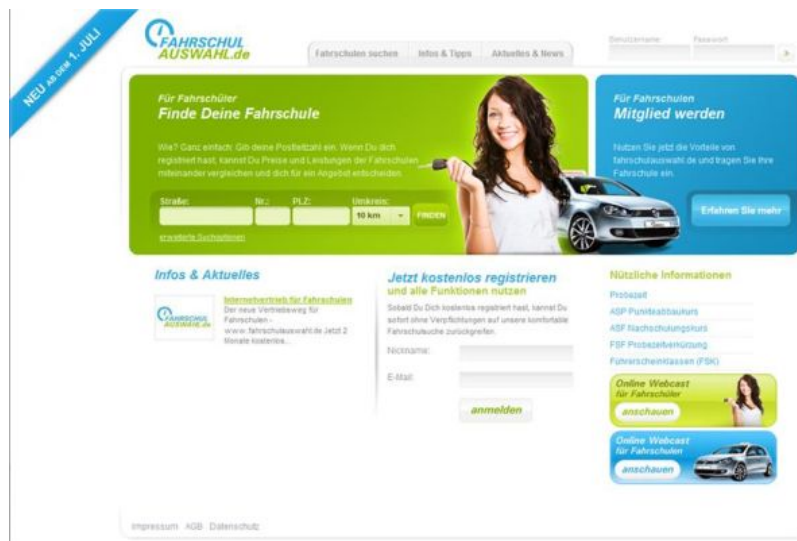 NEU AB DEM 1. JULI
FAHRSCHUL
AUSWAHL.de
Fahrschulen suchen
Infos & Tipps
Aktuelles & News
Benutzername:
Passwort:
Für Fahrschüler
Finde Deine Fahrschule
Wie? Ganz einfach: Gib deine Postleitzahl ein. Wenn Du dich
registriert hast, kannst Du Preise und Leistungen der Fahrschulen
miteinander vergleichen und dich für ein Angebot entscheiden.
Straße: Nr.: PLZ: Umkreis:
10 km FINDEN
erweiterte Suchoptionen
Für Fahrschulen
Mitglied werden
Nutzen Sie jetzt die Vorteile von
fahrschulauswahl.de und tragen Sie Ihre
Fahrschule ein.
Erfahren Sie mehr
Infos & Aktuelles
FAHRSCHUL
AUSWAHL.de
Internetvertrieb für Fahrschulen
Der neue Vertriebsweg für
Fahrschulen -
www.fahrschulauswahl.de Jetzt 2
Monate kostenlos...
Jetzt kostenlos registrieren
und alle Funktionen nutzen
Sobald Du Dich kostenlos registriert hast, kannst Du
sofort ohne Verpflichtungen auf unsere komfortable
Fahrschulsuche zurückgreifen.
Nickname:
E-Mail:
anmelden
Nützliche Informationen
Probezeit
ASP Punkteabbaukurs
ASF Nachschulungskurs
FSF Probezeitverkürzung
Führerscheinklassen (FSK)
Online Webcast
für Fahrschüler
anschauen
Online Webcast
für Fahrschulen
anschauen
Impressum AGB Datenschutz